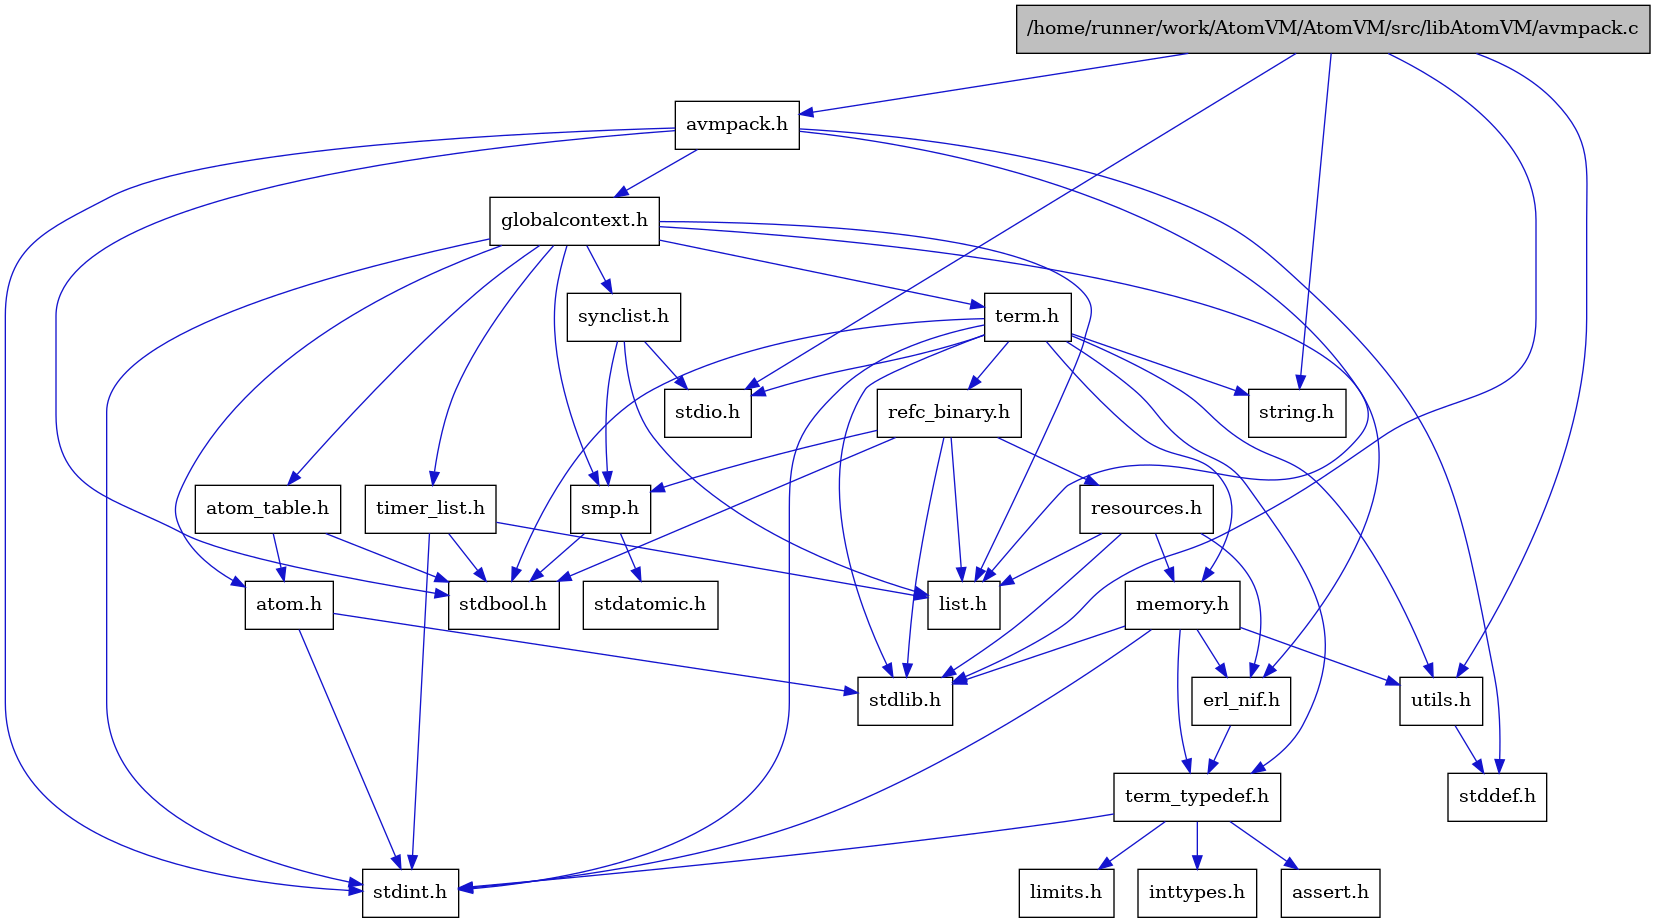 /home/runner/work/AtomVM/AtomVM/src/libAtomVM/avmpack.c
avmpack.h
globalcontext.h
synclist.h
term.h
stdio.h
refc_binary.h
string.h
atom_table.h
timer_list.h
smp.h
resources.h
atom.h
stdbool.h
stdatomic.h
list.h
memory.h
stdlib.h
erl_nif.h
utils.h
term_typedef.h
stddef.h
stdint.h
limits.h
inttypes.h
assert.h